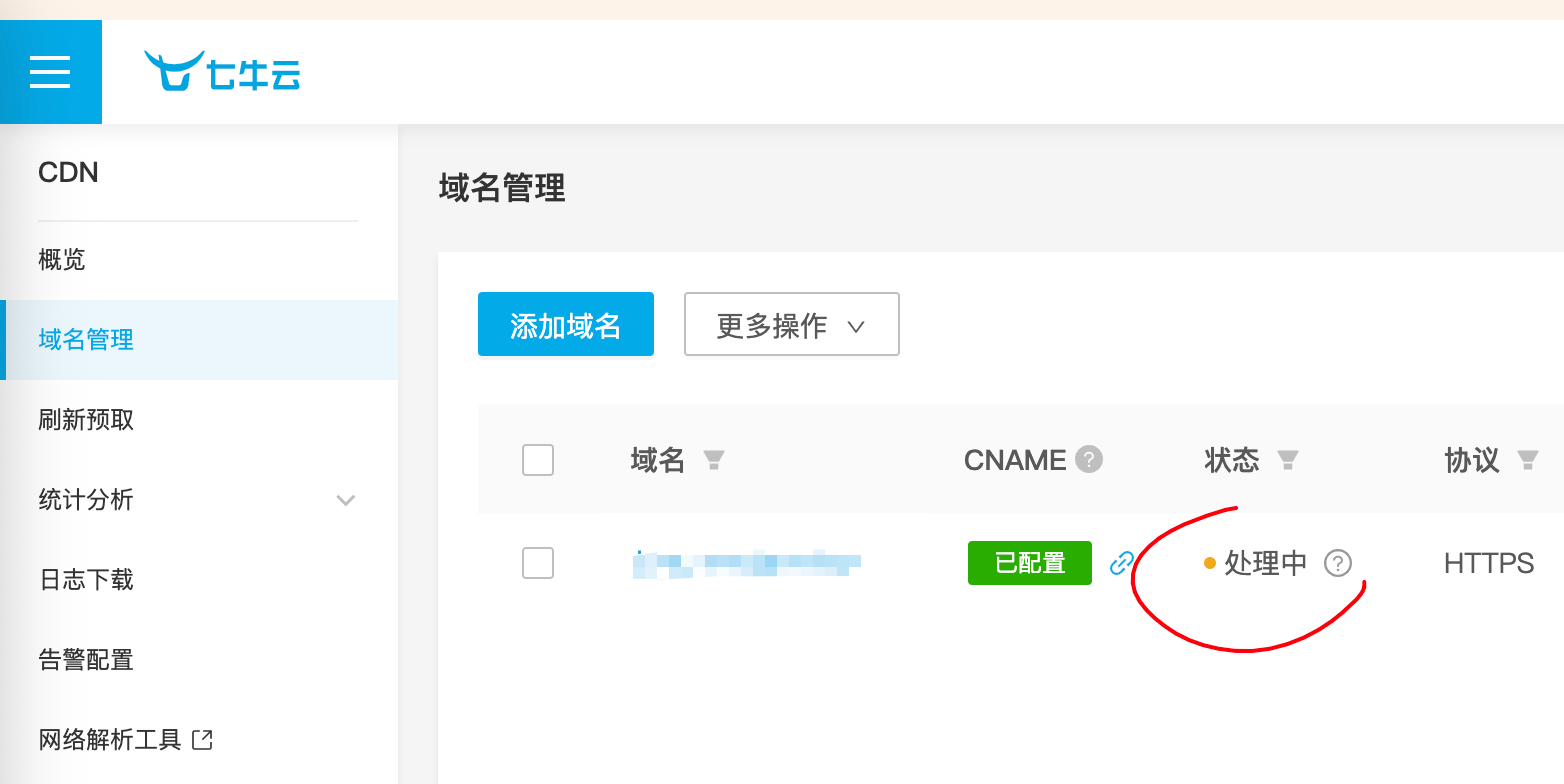 七牛云
CDN
概览
域名管理
刷新预取
统计分析
日志下载
告警配置
网络解析工具
域名管理
添加域名 更多操作
域名 CNAME ? 状态 协议
已配置 处理中 ? HTTPS